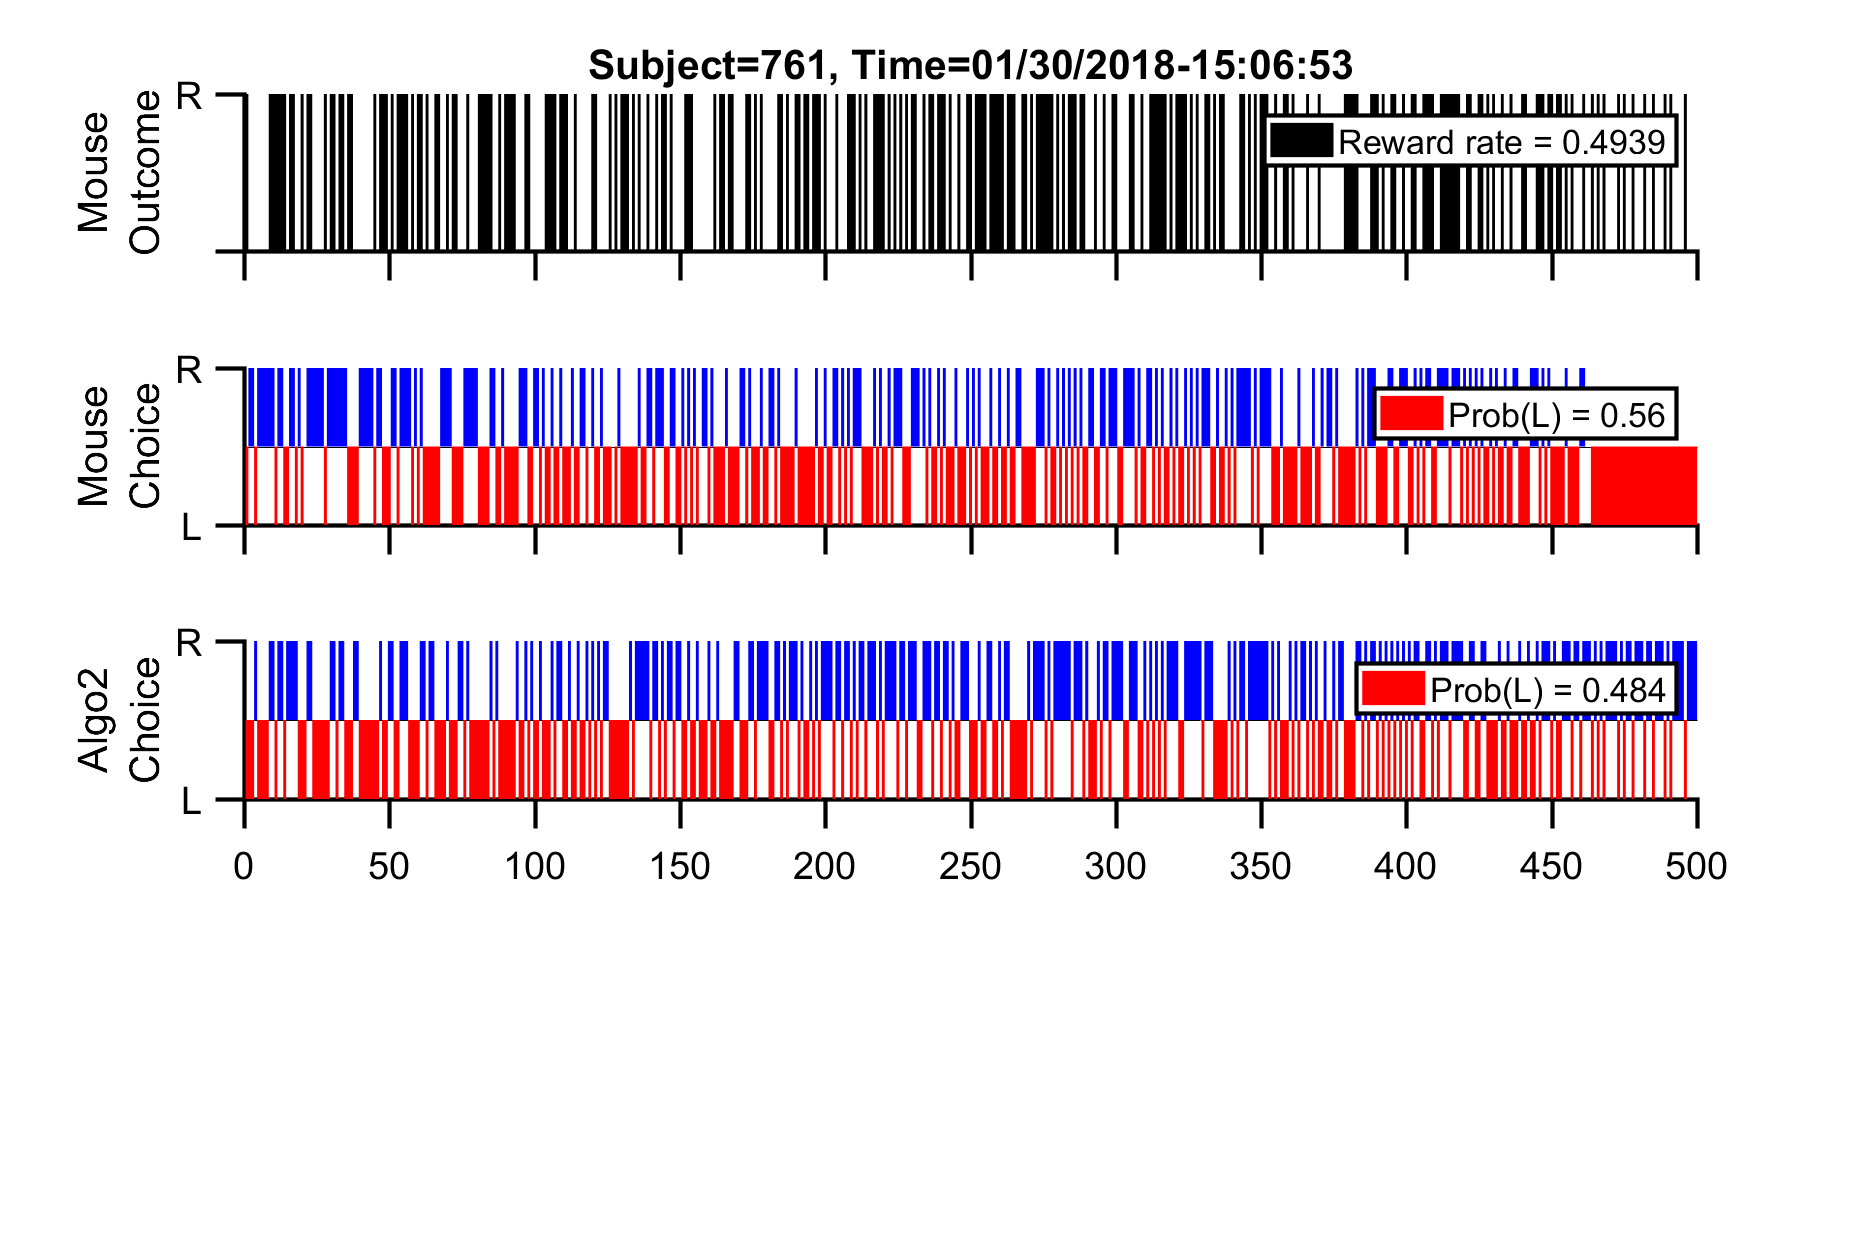 Subject=761, Time=01/30/2018-15:06:53
Mouse
Outcome
R
Reward rate = 0.4939
Mouse
Choice
R
L
Prob(L) = 0.56
Algo2
Choice
R
L
Prob(L) = 0.484
0 50 100 150 200 250 300 350 400 450 500